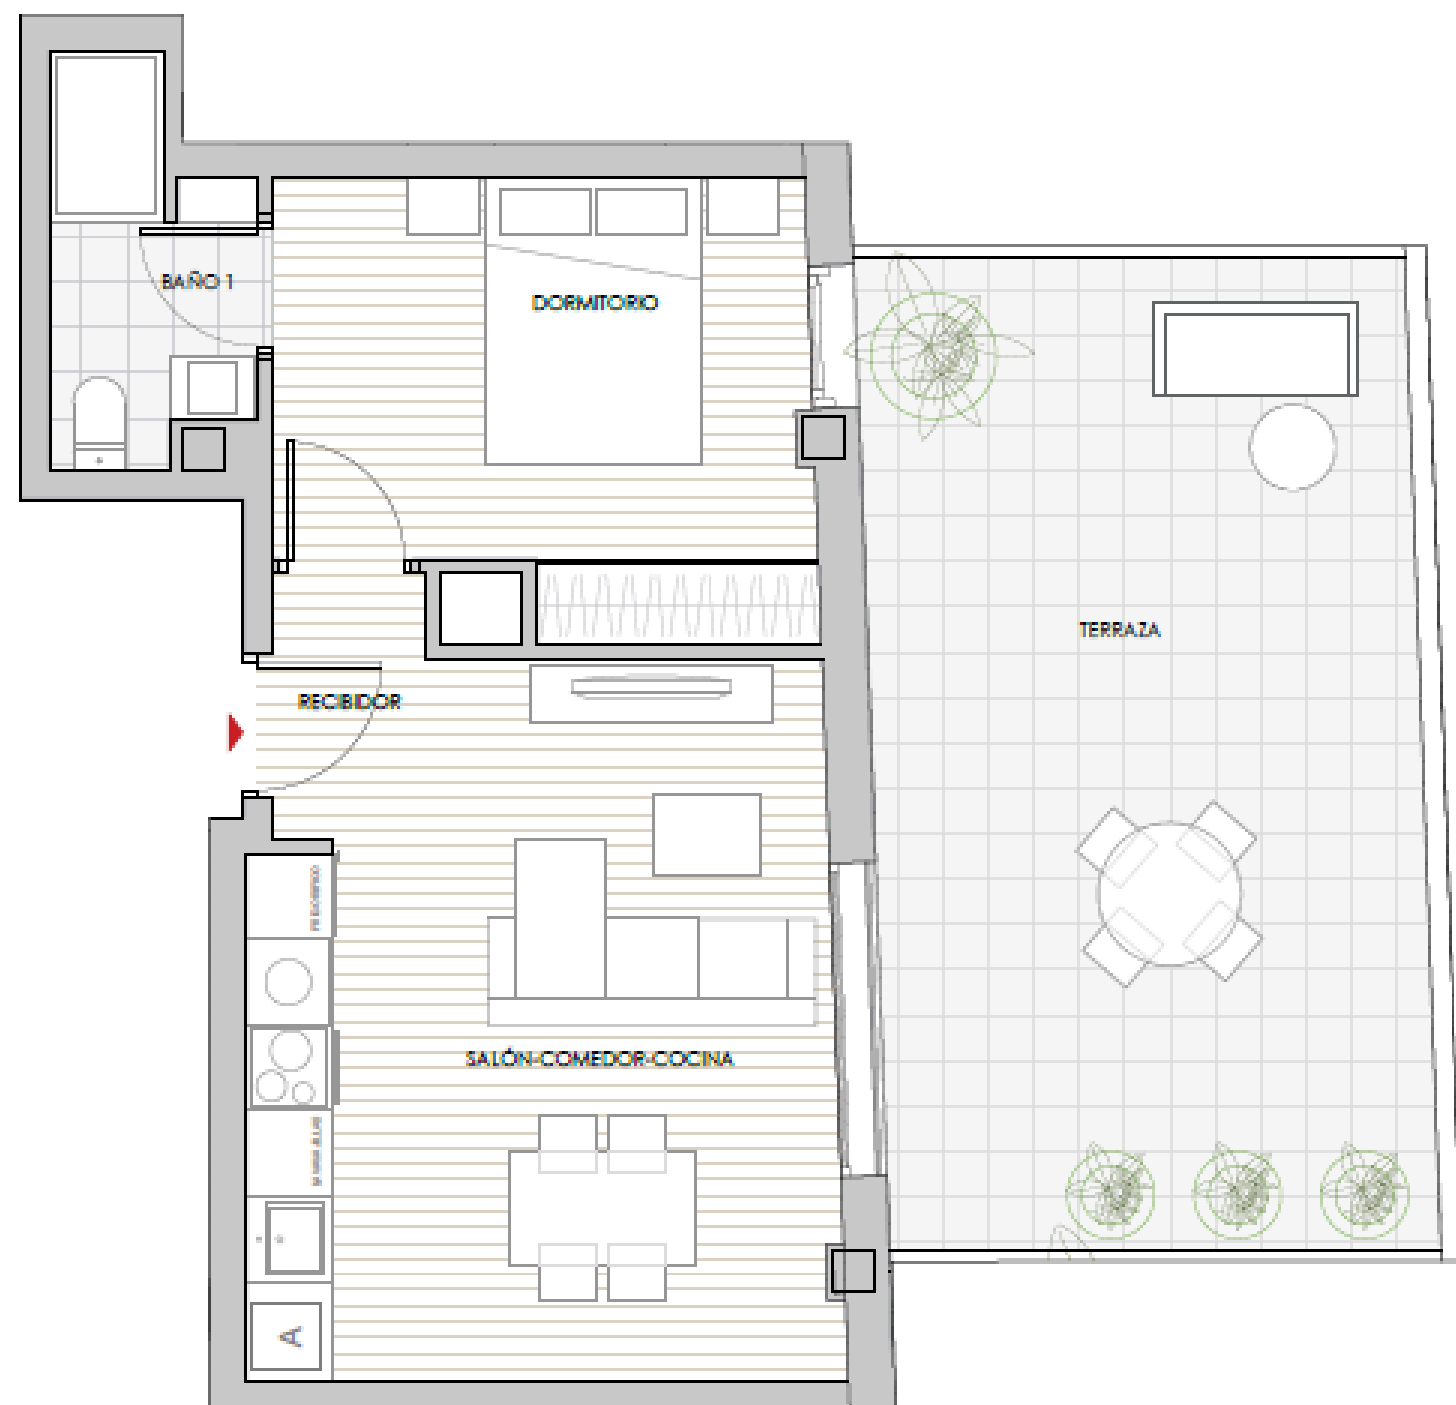 BAÑO 1
DORMITORIO
TERRAZA
RECIBIDOR
SALÓN-COMEDOR-COCINA
A